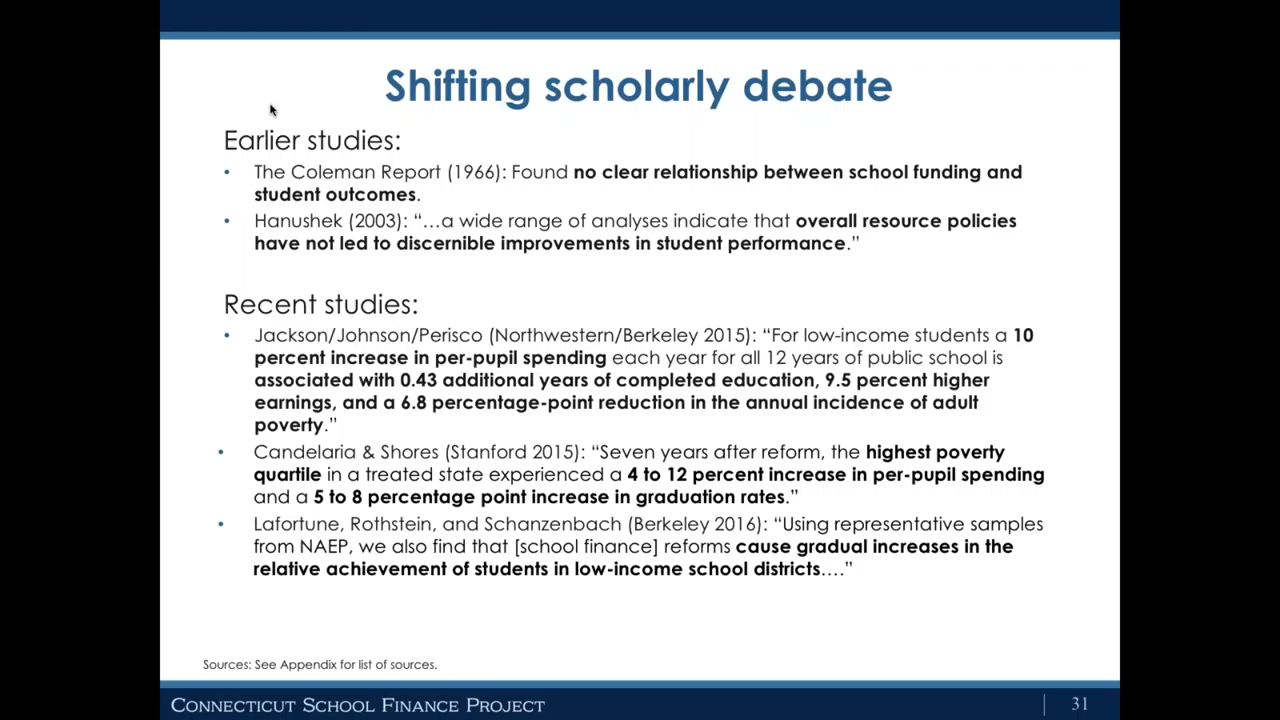 Shifting scholarly debate
Earlier studies:
• The Coleman Report (1966): Found no clear relationship between school funding and
student outcomes.
• Hanushek (2003): “…a wide range of analyses indicate that overall resource policies
have not led to discernible improvements in student performance.”
Recent studies:
• Jackson/Johnson/Perisco (Northwestern/Berkeley 2015): “For low-income students a 10
percent increase in per-pupil spending each year for all 12 years of public school is
associated with 0.43 additional years of completed education, 9.5 percent higher
earnings, and a 6.8 percentage-point reduction in the annual incidence of adult
poverty.”
• Candelaria & Shores (Stanford 2015): “Seven years after reform, the highest poverty
quartile in a treated state experienced a 4 to 12 percent increase in per-pupil spending
and a 5 to 8 percentage point increase in graduation rates.”
• Lafortune, Rothstein, and Schanzenbach (Berkeley 2016): “Using representative samples
from NAEP, we also find that [school finance] reforms cause gradual increases in the
relative achievement of students in low-income school districts….”
Sources: See Appendix for list of sources.
CONNECTICUT SCHOOL FINANCE PROJECT
31